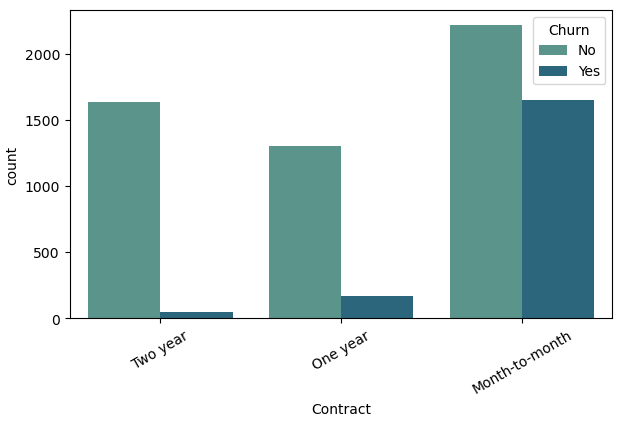 Churn
No
Yes
2000
1500
1000
500
0
count
Two year
One year
Month-to-month
Contract